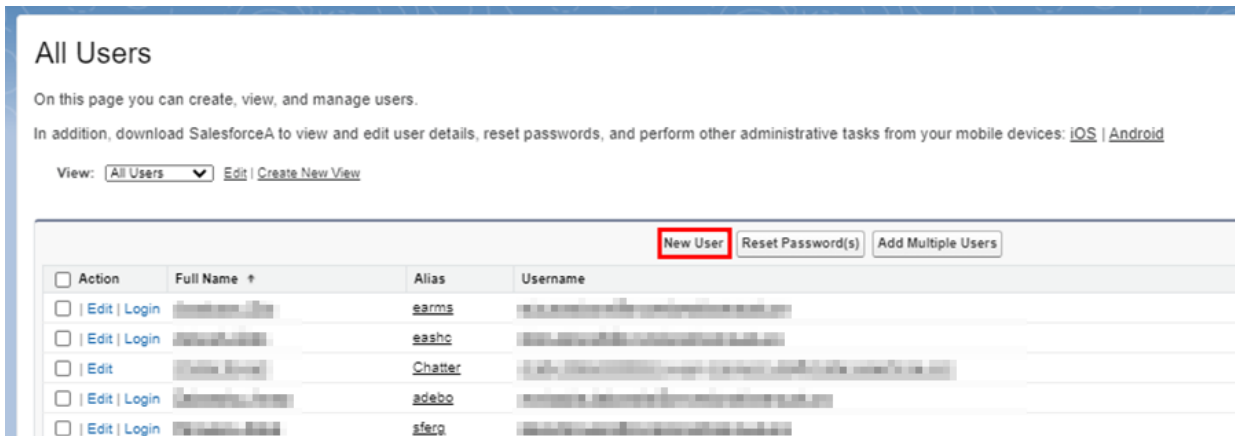 All Users
On this page you can create, view, and manage users.
In addition, download SalesforceA to view and edit user details, reset passwords, and perform other administrative tasks from your mobile devices: iOS | Android
View: All Users Edit | Create New View
New User Reset Password(s) Add Multiple Users
Action Full Name ↑ Alias Username
| Edit | Login earms
| Edit | Login eashc
| Edit Chatter
| Edit | Login adebo
| Edit | Login sferg